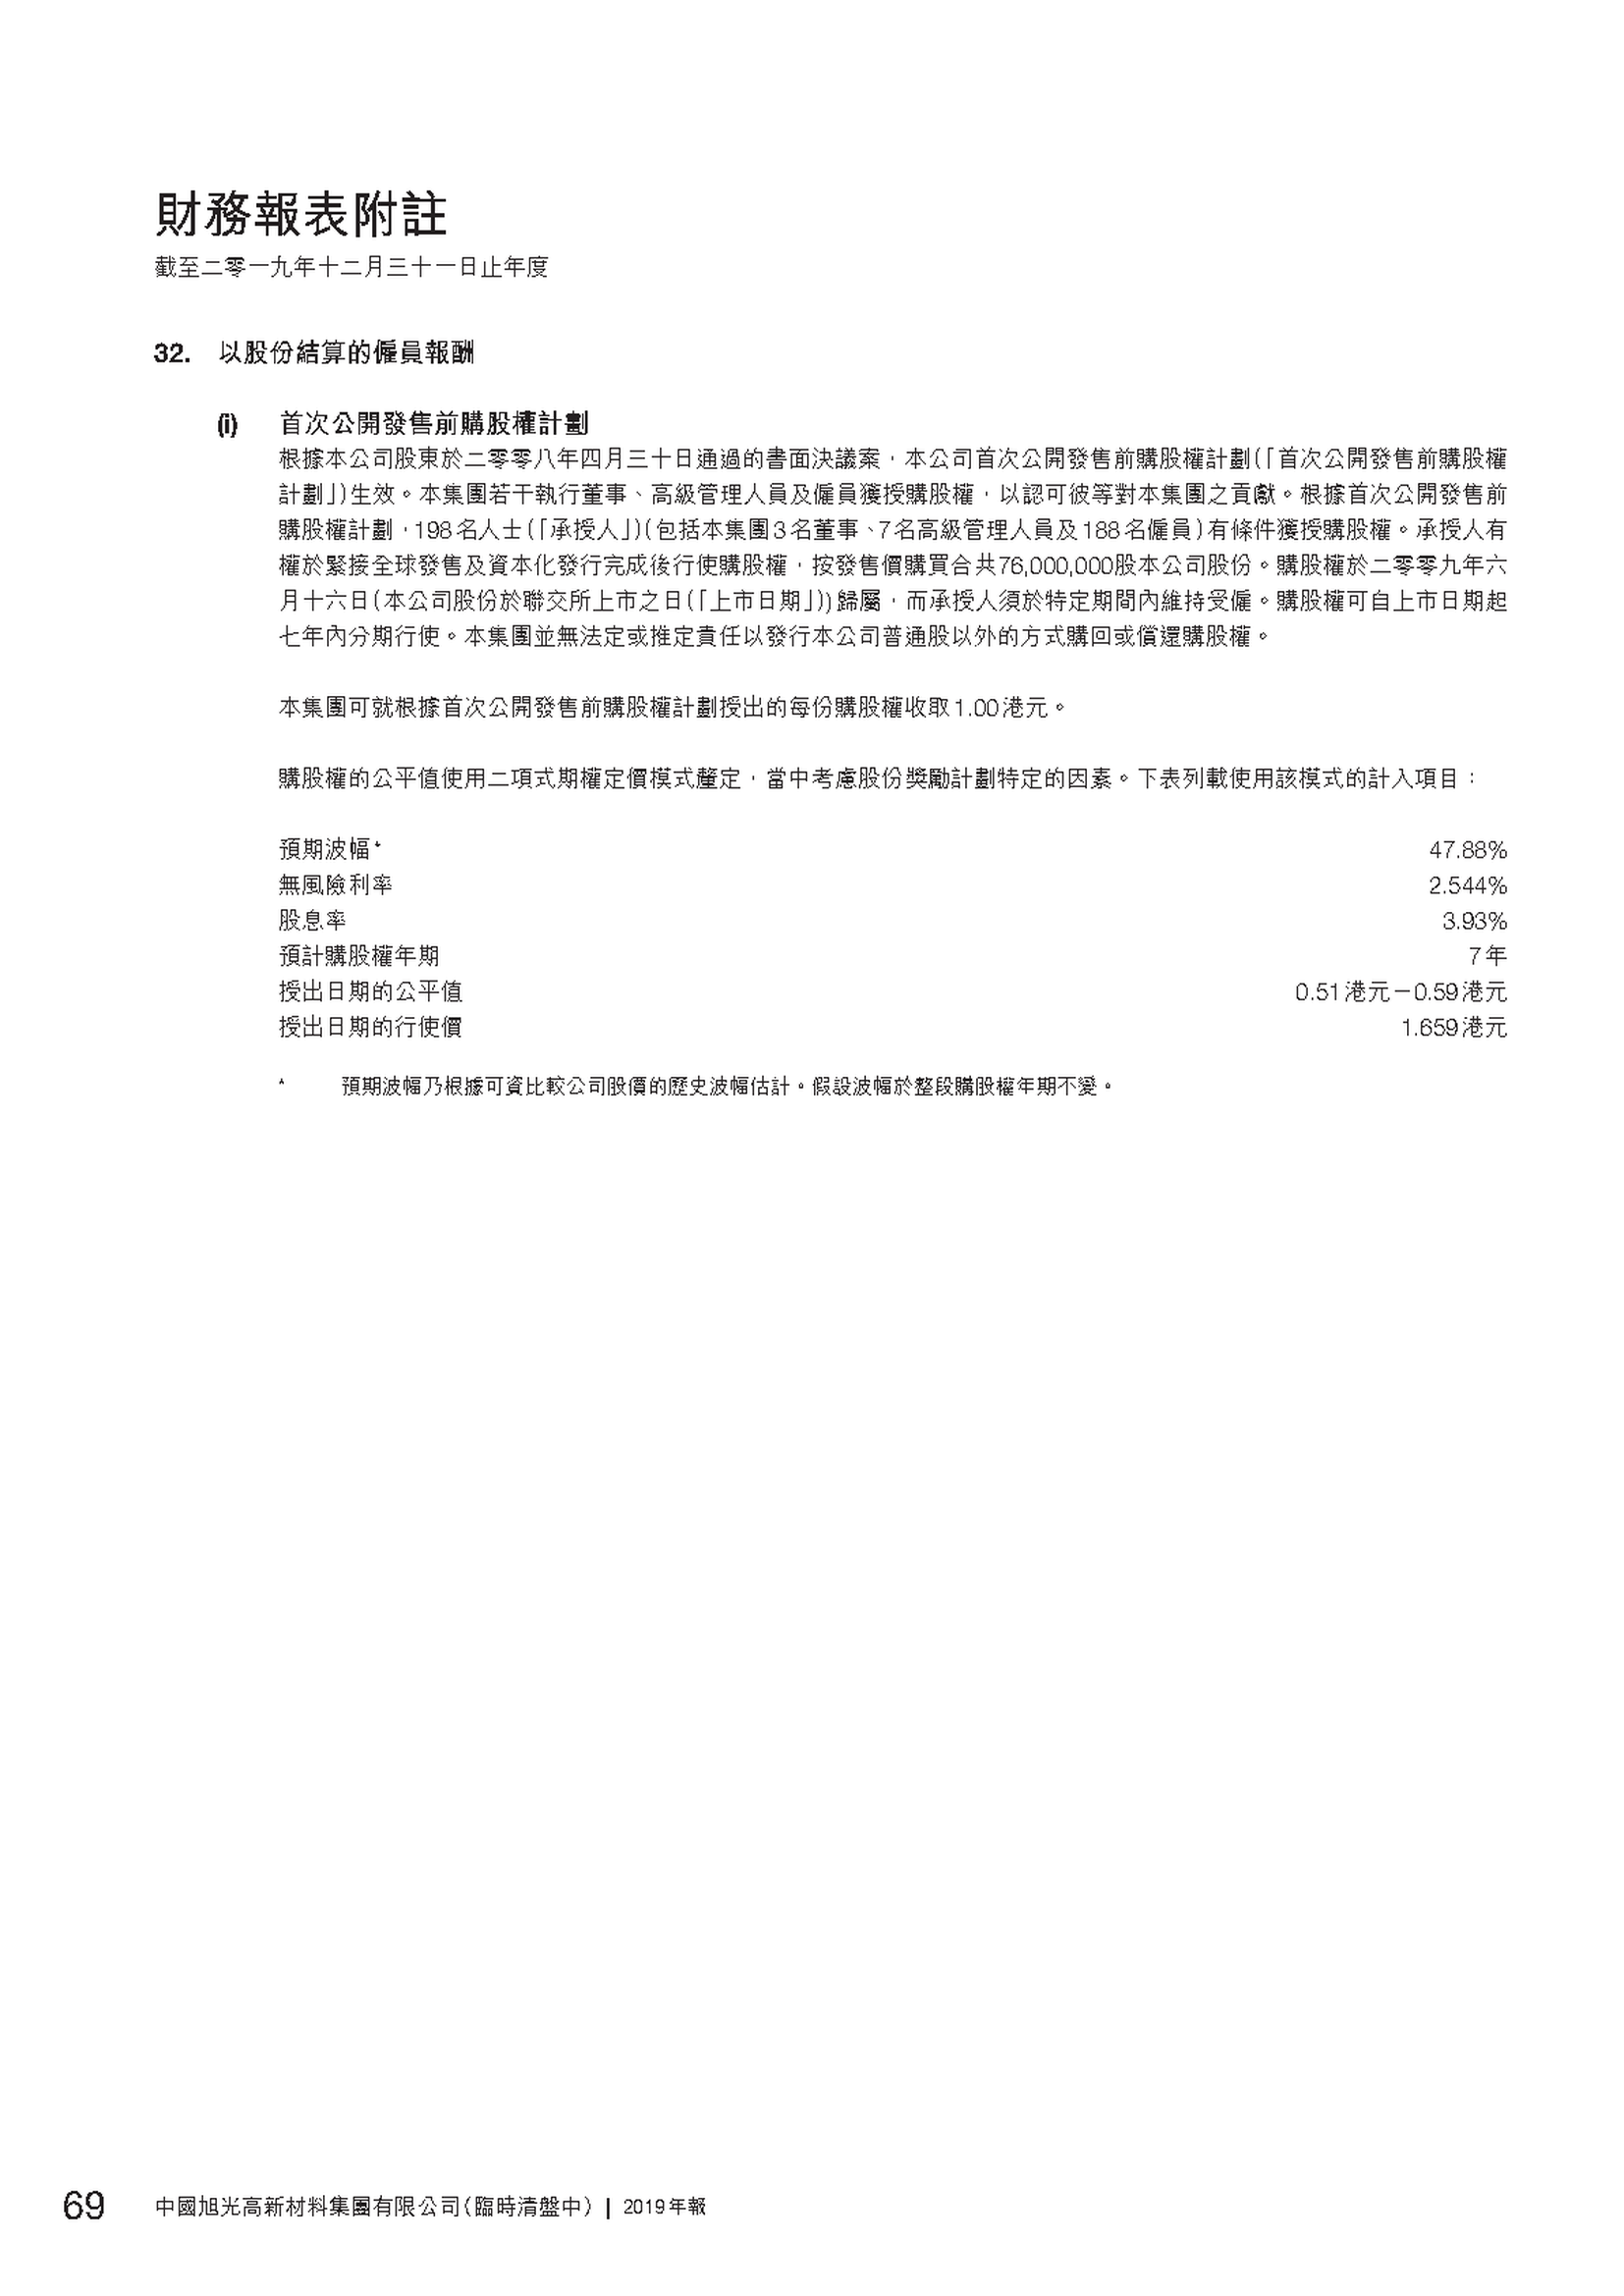 財務報表附註
截至二零一九年十二月三十一日止年度
32. 以股份結算的僱員報酬
(i) 首次公開發售前購股權計劃
根據本公司股東於二零零八年四月三十日通過的書面決議案，本公司首次公開發售前購股權計劃(「首次公開發售前購股權
計劃」)生效。本集團若干執行董事、高級管理人員及僱員獲授購股權，以認可彼等對本集團之貢獻。根據首次公開發售前
購股權計劃，198名人士(「承授人」)(包括本集團3名董事、7名高級管理人員及188名僱員)有條件獲授購股權。承授人有
權於緊接全球發售及資本化發行完成後行使購股權，按發售價購買合共76,000,000股本公司股份。購股權於二零零九年六
月十六日(本公司股份於聯交所上市之日(「上市日期」))歸屬，而承授人須於特定期間內維持受僱。購股權可自上市日期起
七年內分期行使。本集團並無法定或推定責任以發行本公司普通股以外的方式購回或償還購股權。
本集團可就根據首次公開發售前購股權計劃授出的每份購股權收取1.00港元。
購股權的公平值使用二項式期權定價模式釐定，當中考慮股份獎勵計劃特定的因素。下表列載使用該模式的計入項目：
預期波幅* 47.88%
無風險利率 2.544%
股息率 3.93%
預計購股權年期 7年
授出日期的公平值 0.51港元－0.59港元
授出日期的行使價 1.659港元
* 預期波幅乃根據可資比較公司股價的歷史波幅估計。假設波幅於整段購股權年期不變。
69 中國旭光高新材料集團有限公司(臨時清盤中) | 2019年報